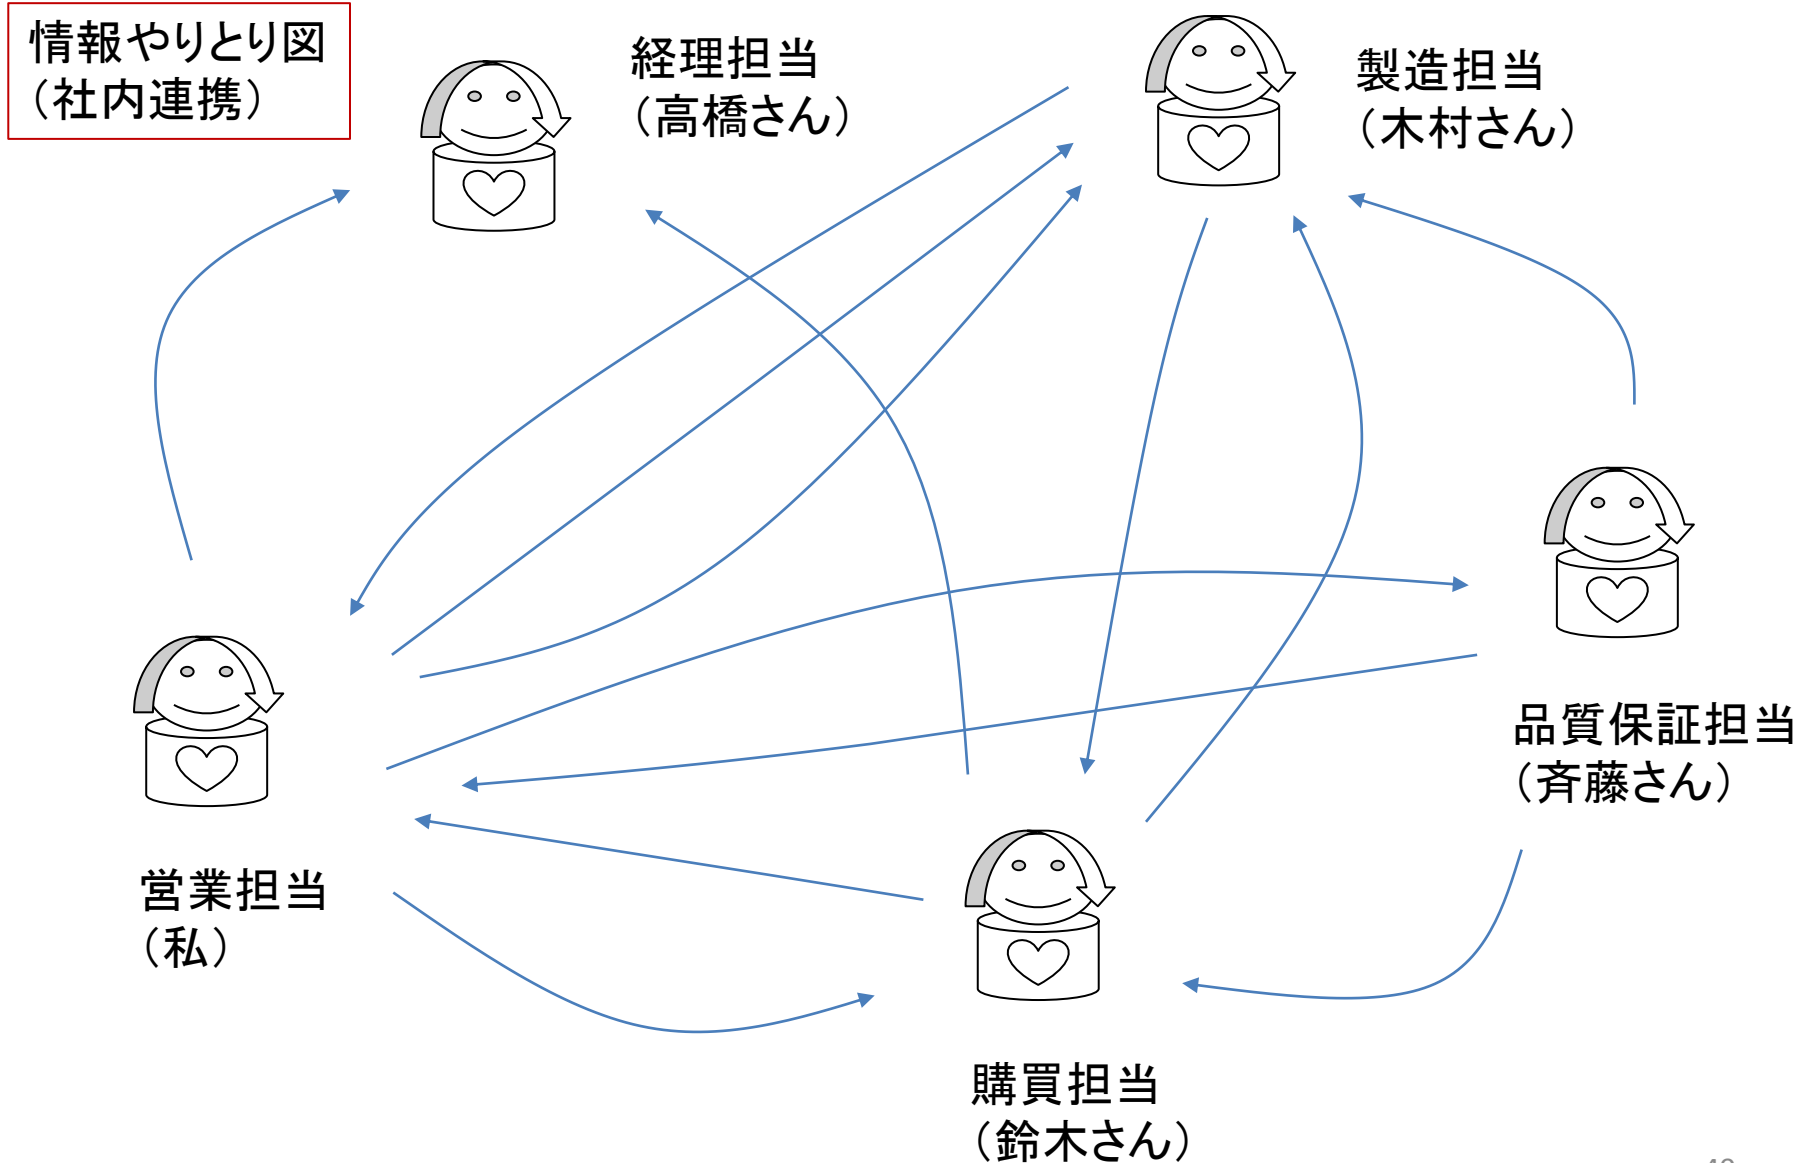 情報やりとり図
（社内連携）
経理担当
（高橋さん）
製造担当
（木村さん）
品質保証担当
（斉藤さん）
営業担当
（私）
購買担当
（鈴木さん）